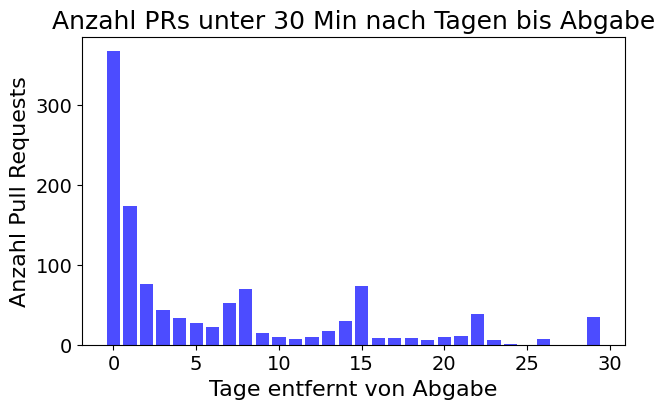 Anzahl PRs unter 30 Min nach Tagen bis Abgabe
Anzahl Pull Requests
300
200
100
0
0 5 10 15 20 25 30
Tage entfernt von Abgabe